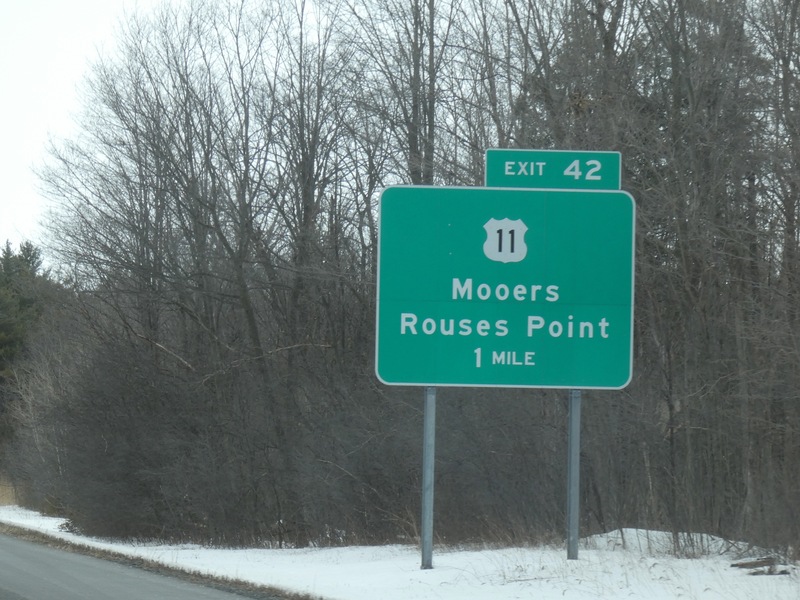 EXIT 42
11
Mooers
Rouses Point
1 MILE